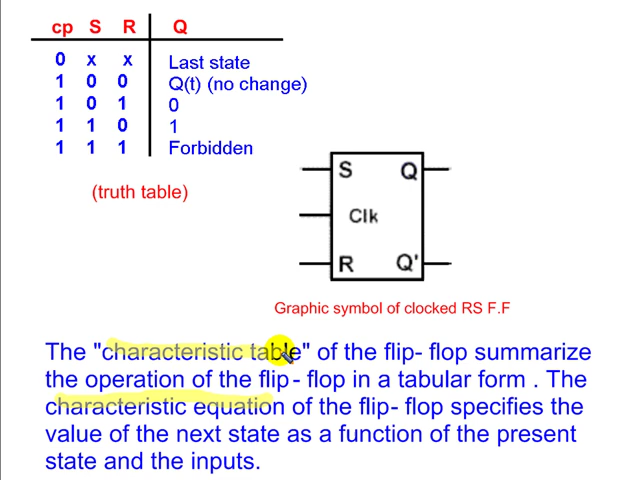 cp S R Q
0 x x Last state
1 0 0 Q(t) (no change)
1 0 1 0
1 1 0 1
1 1 1 Forbidden
(truth table)
S Q
Clk
R Q'
Graphic symbol of clocked RS F.F
The "characteristic table" of the flip- flop summarize
the operation of the flip - flop in a tabular form . The
characteristic equation of the flip- flop specifies the
value of the next state as a function of the present
state and the inputs.